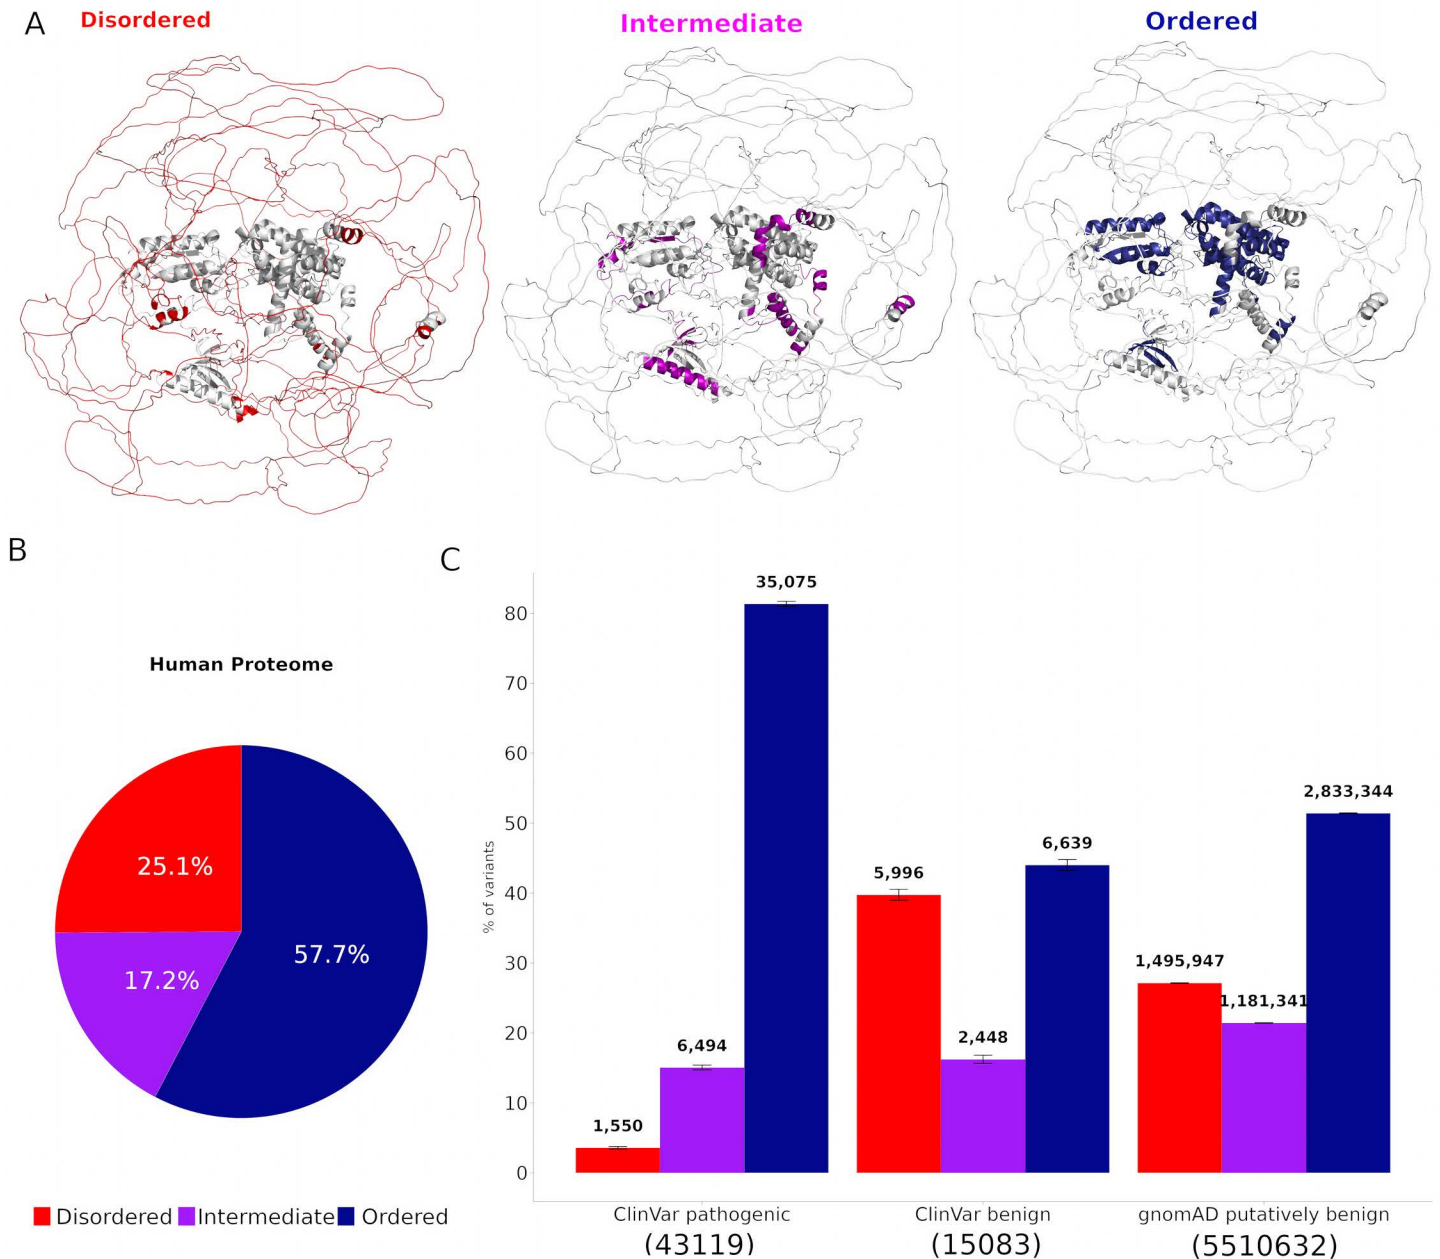 A
Disordered
Intermediate
Ordered
B
Human Proteome
25.1%
17.2%
57.7%
Disordered
Intermediate
Ordered
C
% of variants
80
70
60
50
40
30
20
10
0
1,550
6,494
35,075
5,996
2,448
6,639
1,495,947
1,181,341
2,833,344
ClinVar pathogenic
(43119)
ClinVar benign
(15083)
gnomAD putatively benign
(5510632)